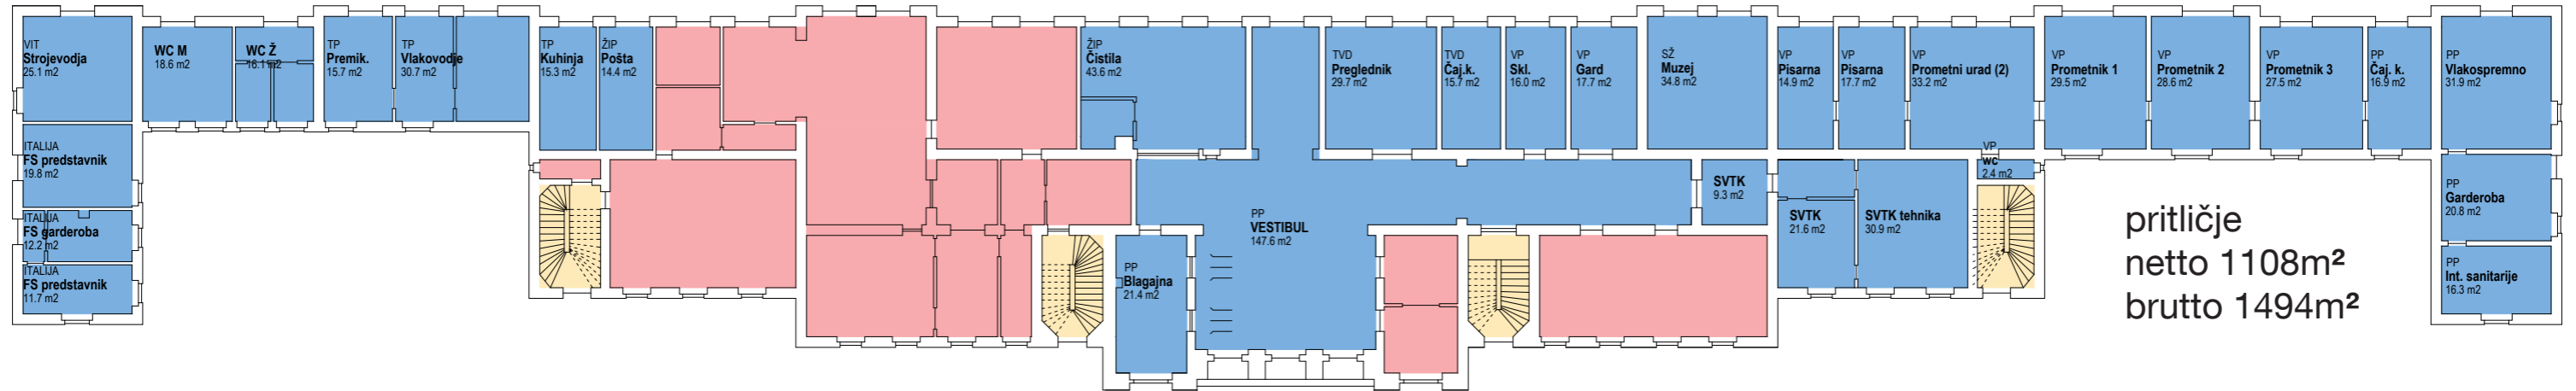 VIT
Strojevodja
25.1 m2
WC M
18.6 m2
WC Ž
16.1 m2
TP
Premik.
15.7 m2
TP
Vlakovodje
30.7 m2
TP
Kuhinja
15.3 m2
ŽIP
Pošta
14.4 m2
ŽIP
Čistila
43.6 m2
TVD
Preglednik
29.7 m2
TVD
Čaj.k.
15.7 m2
VP
Skl.
16.0 m2
VP
Gard
17.7 m2
SŽ
Muzej
34.8 m2
VP
Pisarna
14.9 m2
VP
Pisarna
17.7 m2
VP
Prometni urad (2)
33.2 m2
VP
Prometnik 1
29.5 m2
VP
Prometnik 2
28.6 m2
VP
Prometnik 3
27.5 m2
PP
Čaj. k.
16.9 m2
PP
Vlakospremno
31.9 m2
ITALIJA
FS predstavnik
19.8 m2
ITALIJA
FS garderoba
12.2 m2
ITALIJA
FS predstavnik
11.7 m2
PP
Blagajna
21.4 m2
PP
VESTIBUL
147.6 m2
SVTK
9.3 m2
SVTK
21.6 m2
SVTK tehnika
30.9 m2
VP
WC
2.4 m2
PP
Garderoba
20.8 m2
PP
Int. sanitarije
16.3 m2
pritličje
netto 1108m²
brutto 1494m²